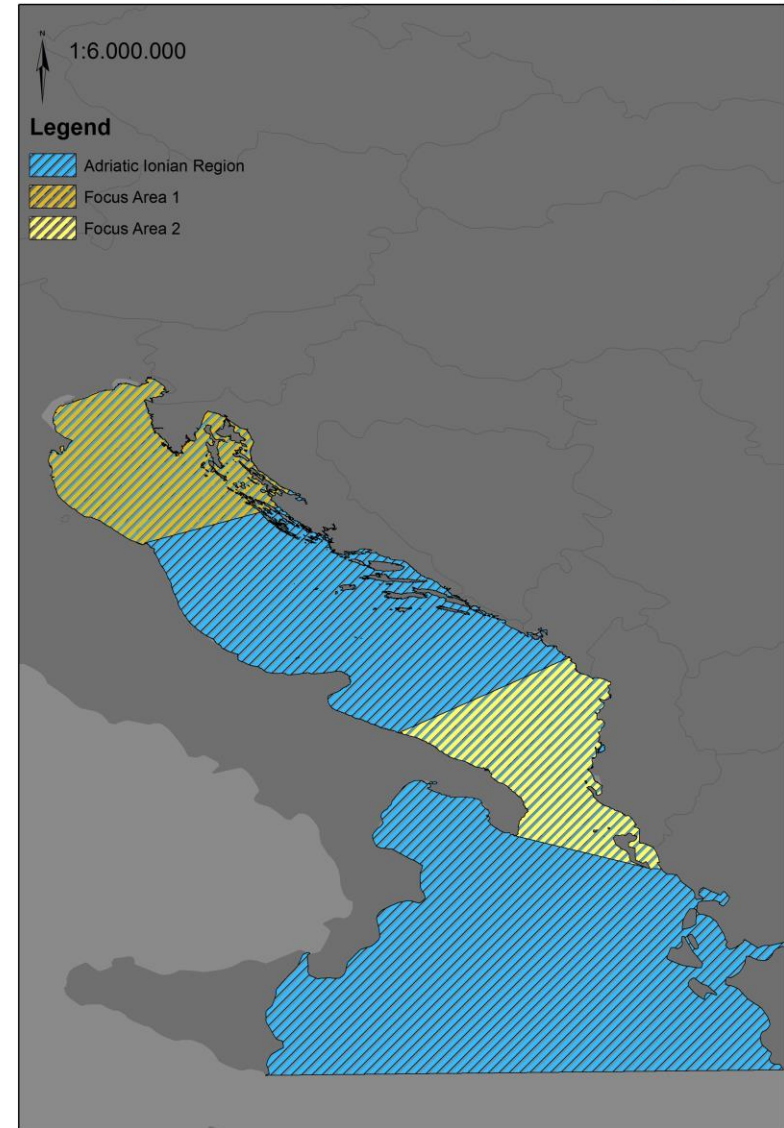 N
1:6.000.000
Legend
Adriatic Ionian Region
Focus Area 1
Focus Area 2